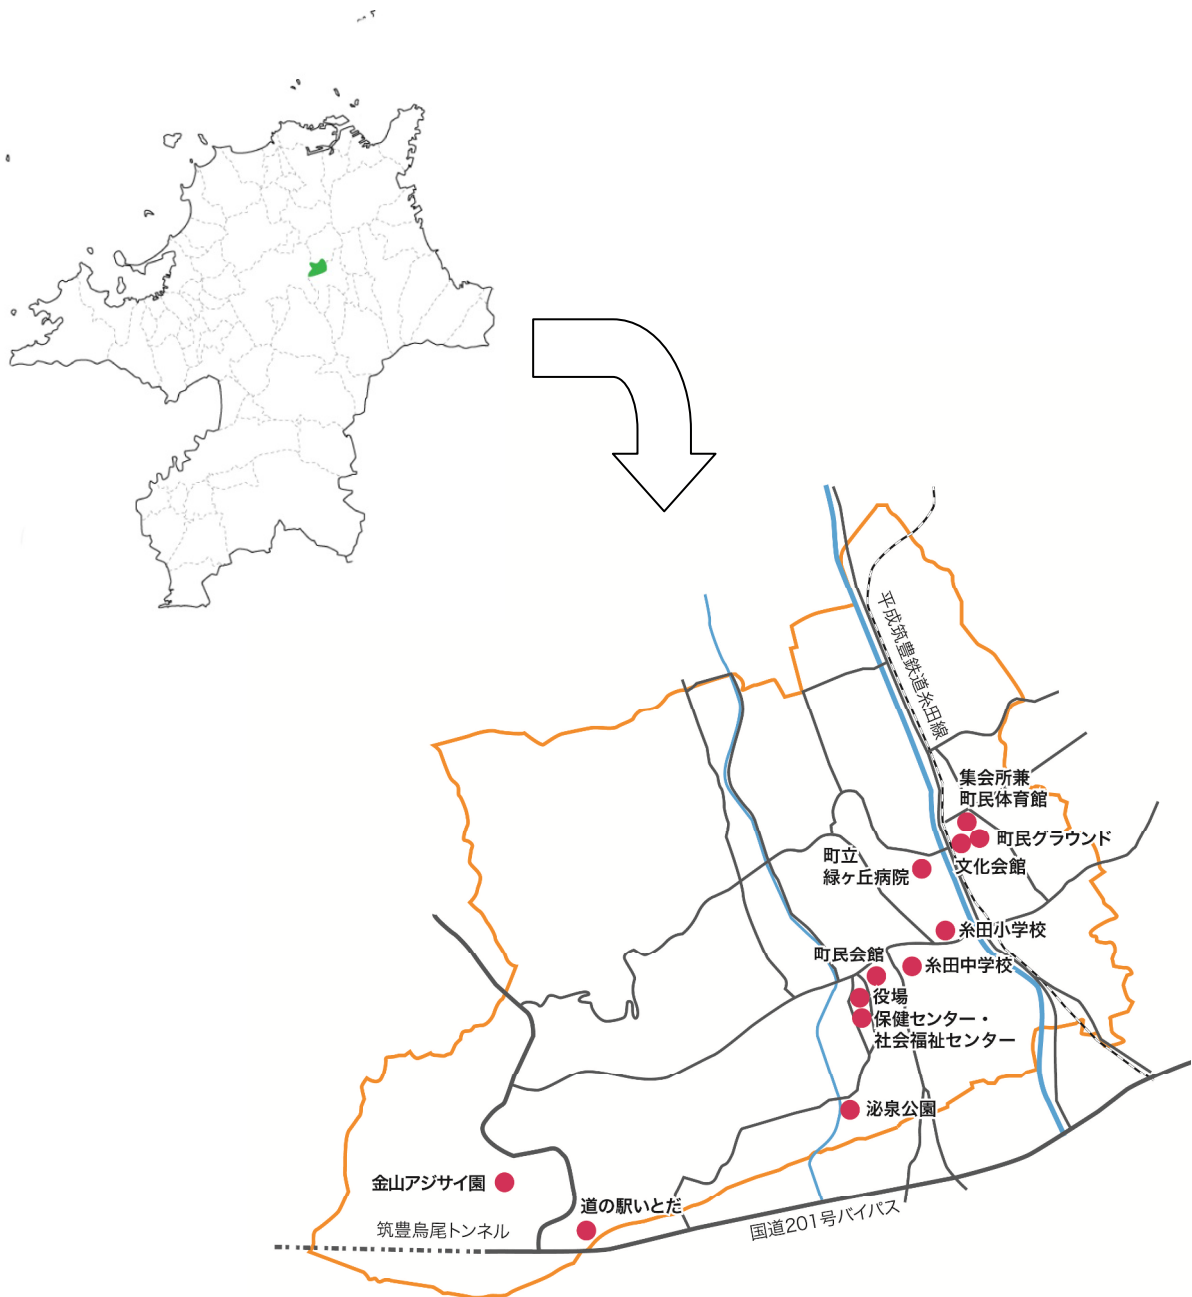 平成筑豊鉄道糸田線
集会所兼
町民体育館
町民グラウンド
文化会館
町立
緑ヶ丘病院
糸田小学校
町民会館
糸田中学校
役場
保健センター・
社会福祉センター
泌泉公園
金山アジサイ園
道の駅いとだ
筑豊烏尾トンネル
国道201号バイパス